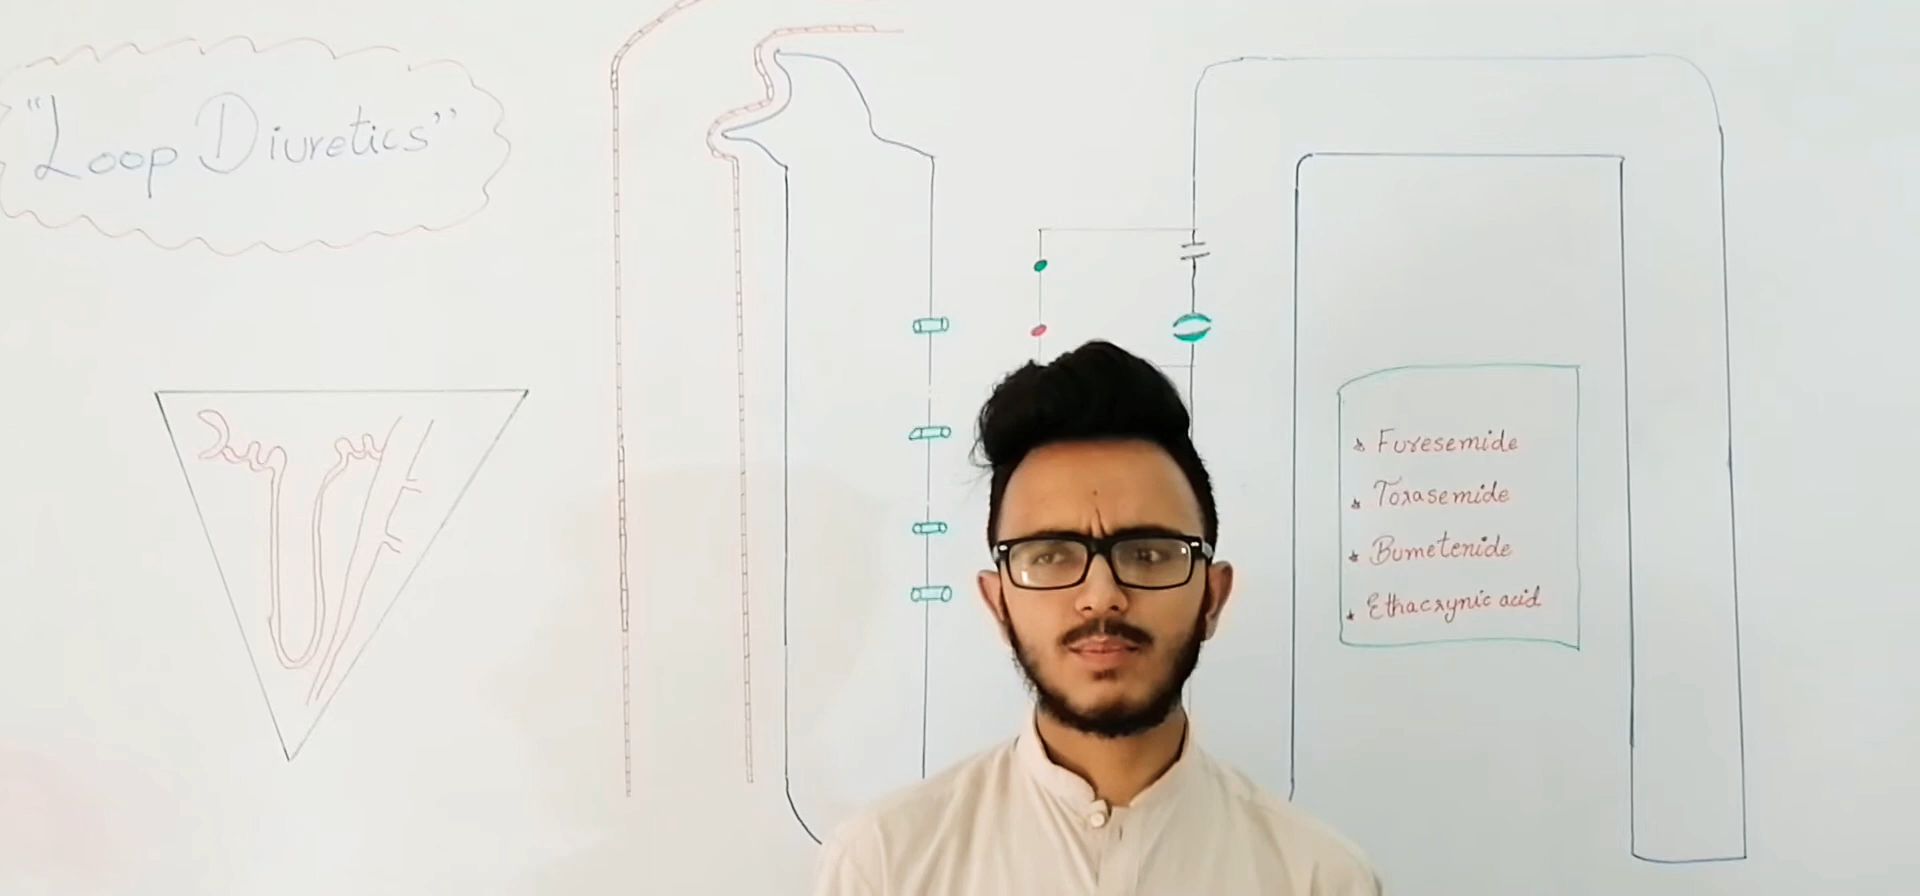 "Loop Diuretics"
* Furesemide
* Torasemide
* Bumetenide
* Ethacrynic acid